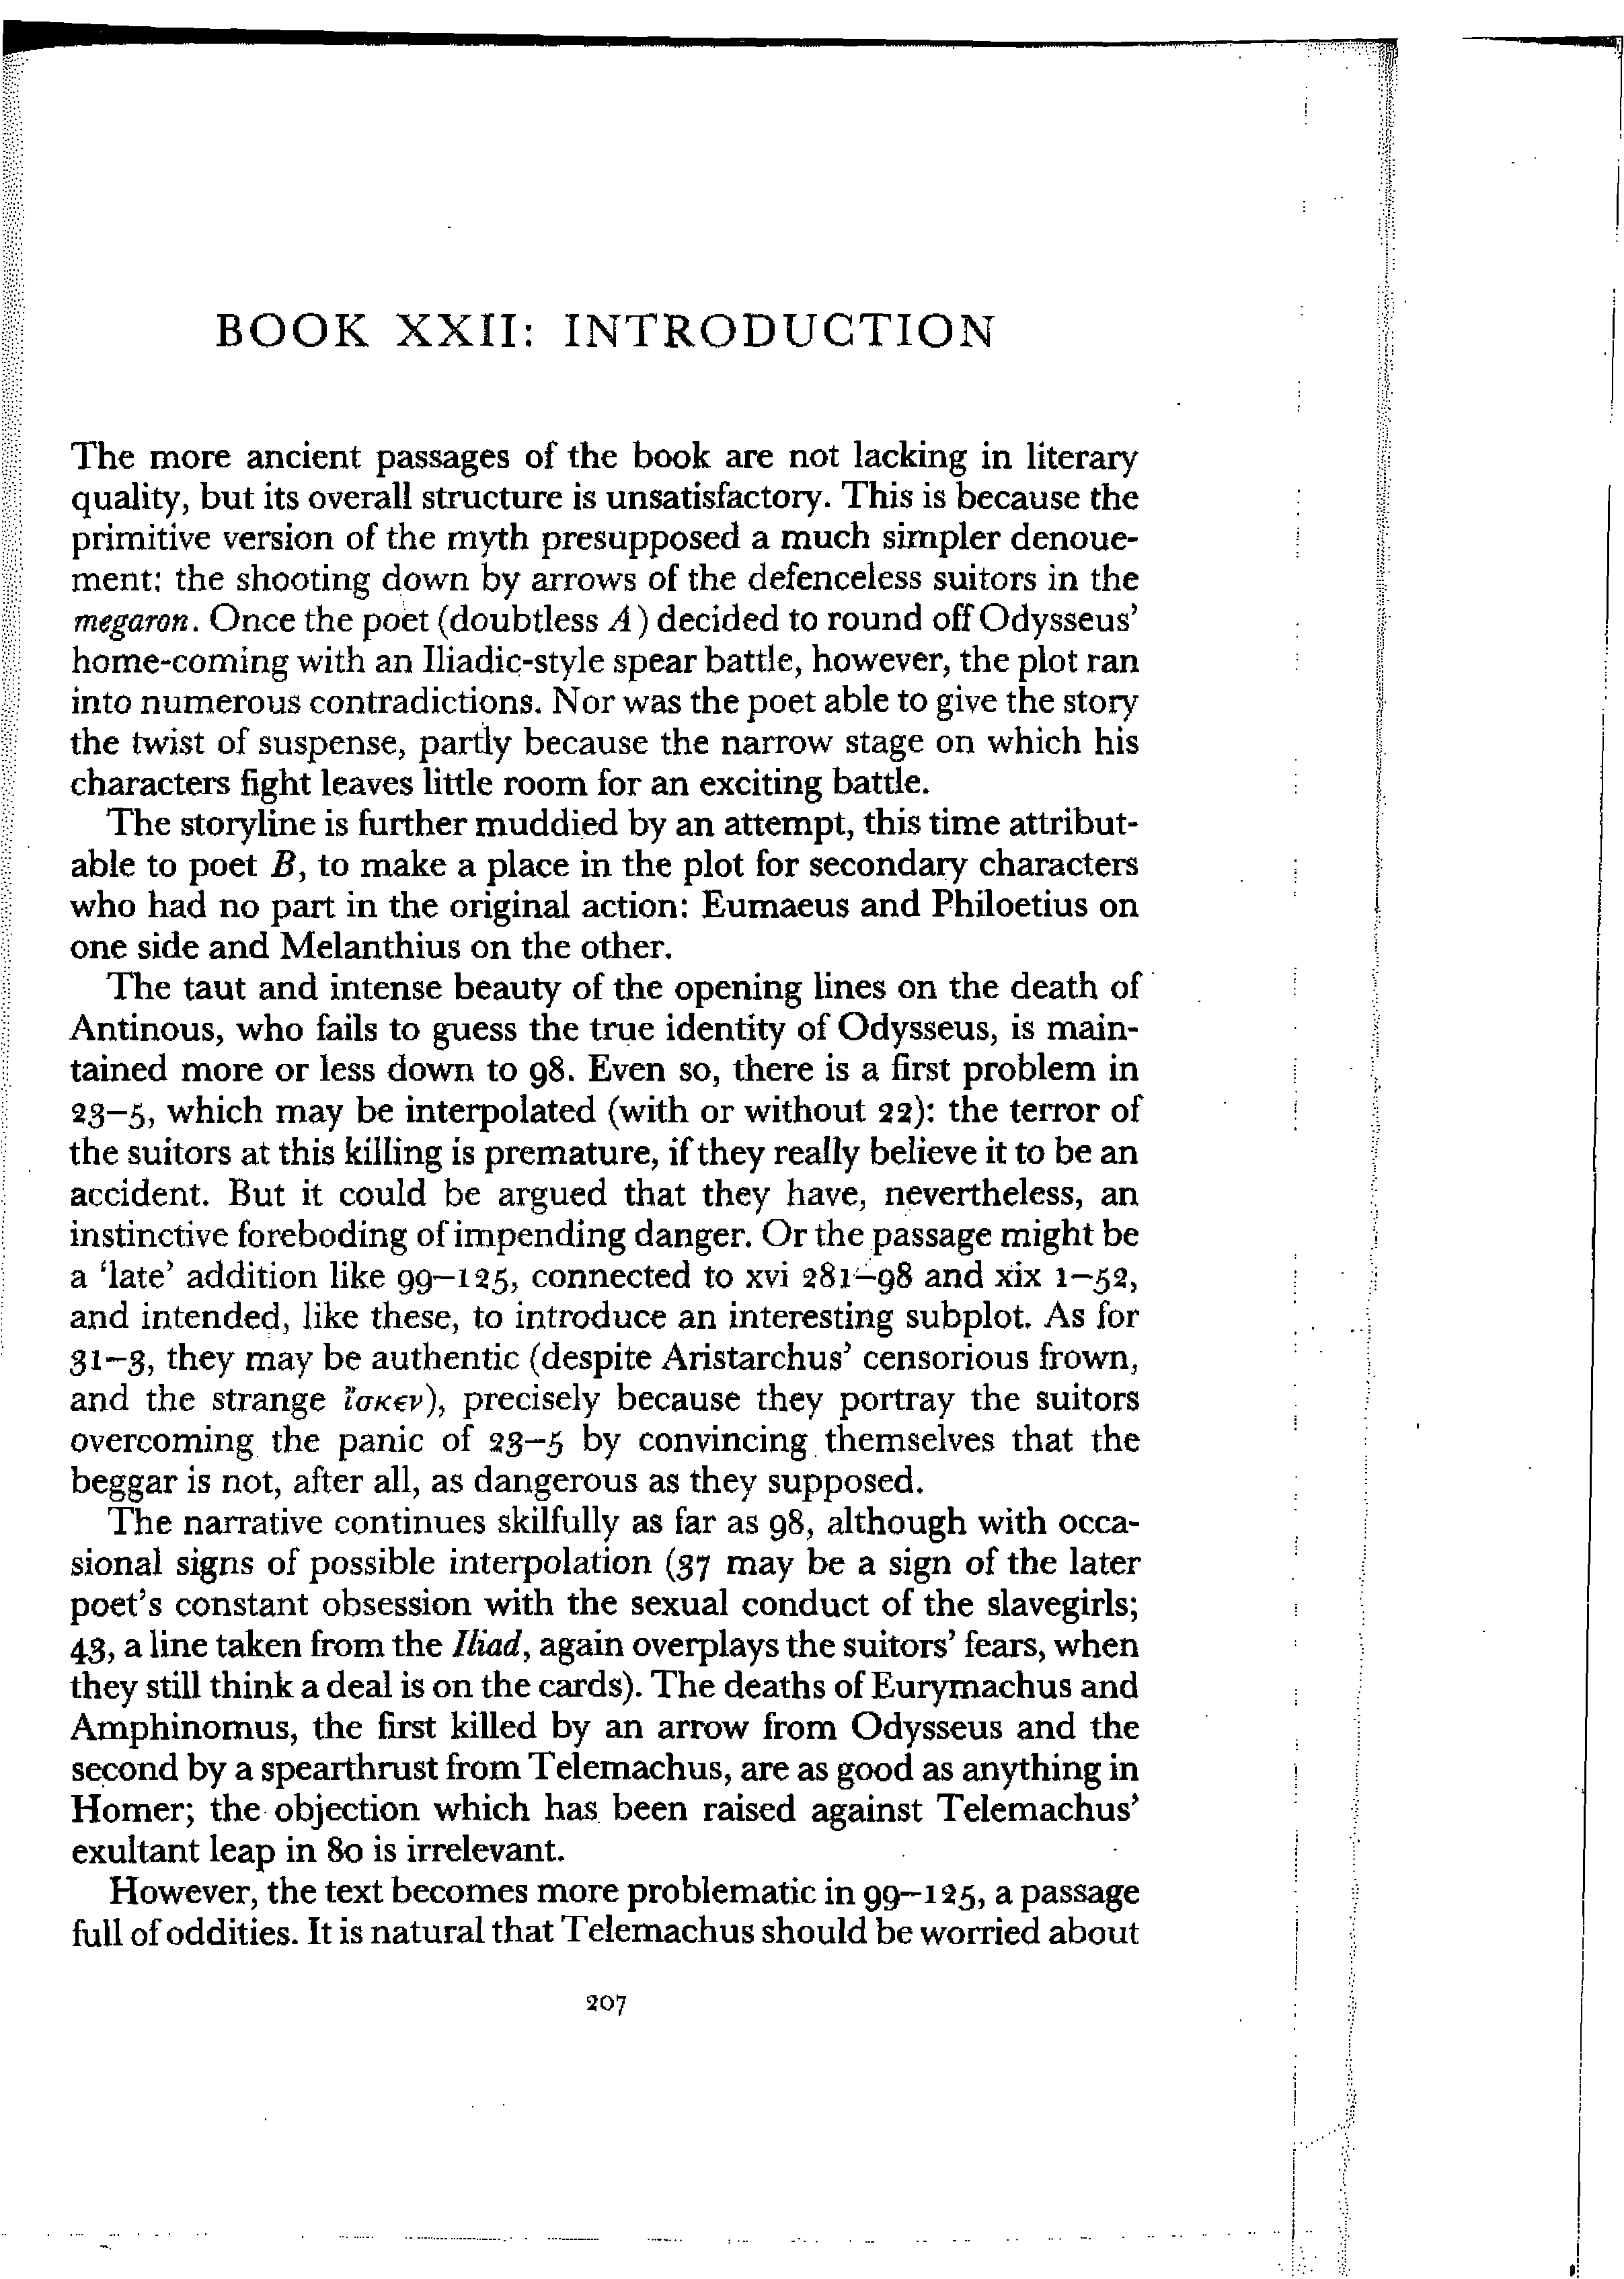 BOOK XXII: INTRODUCTION
The more ancient passages of the book are not lacking in literary
quality, but its overall structure is unsatisfactory. This is because the
primitive version of the myth presupposed a much simpler denoue-
ment: the shooting down by arrows of the defenceless suitors in the
megaron. Once the poet (doubtless A) decided to round off Odysseus’
home-coming with an Iliadic-style spear battle, however, the plot ran
into numerous contradictions. Nor was the poet able to give the story
the twist of suspense, partly because the narrow stage on which his
characters fight leaves little room for an exciting battle.
The storyline is further muddied by an attempt, this time attribut-
able to poet B, to make a place in the plot for secondary characters
who had no part in the original action: Eumaeus and Philoetius on
one side and Melanthius on the other.
The taut and intense beauty of the opening lines on the death of
Antinous, who fails to guess the true identity of Odysseus, is main-
tained more or less down to 98. Even so, there is a first problem in
23–5, which may be interpolated (with or without 22): the terror of
the suitors at this killing is premature, if they really believe it to be an
accident. But it could be argued that they have, nevertheless, an
instinctive foreboding of impending danger. Or the passage might be
a ‘late’ addition like 99–125, connected to xvi 281–98 and xix 1–52,
and intended, like these, to introduce an interesting subplot. As for
31–3, they may be authentic (despite Aristarchus’ censorious frown,
and the strange ἴσκεν), precisely because they portray the suitors
overcoming the panic of 23–5 by convincing themselves that the
beggar is not, after all, as dangerous as they supposed.
The narrative continues skilfully as far as 98, although with occa-
sional signs of possible interpolation (37 may be a sign of the later
poet’s constant obsession with the sexual conduct of the slavegirls;
43, a line taken from the Iliad, again overplays the suitors’ fears, when
they still think a deal is on the cards). The deaths of Eurymachus and
Amphinomus, the first killed by an arrow from Odysseus and the
second by a spearthrust from Telemachus, are as good as anything in
Homer; the objection which has been raised against Telemachus’
exultant leap in 80 is irrelevant.
However, the text becomes more problematic in 99–125, a passage
full of oddities. It is natural that Telemachus should be worried about
207